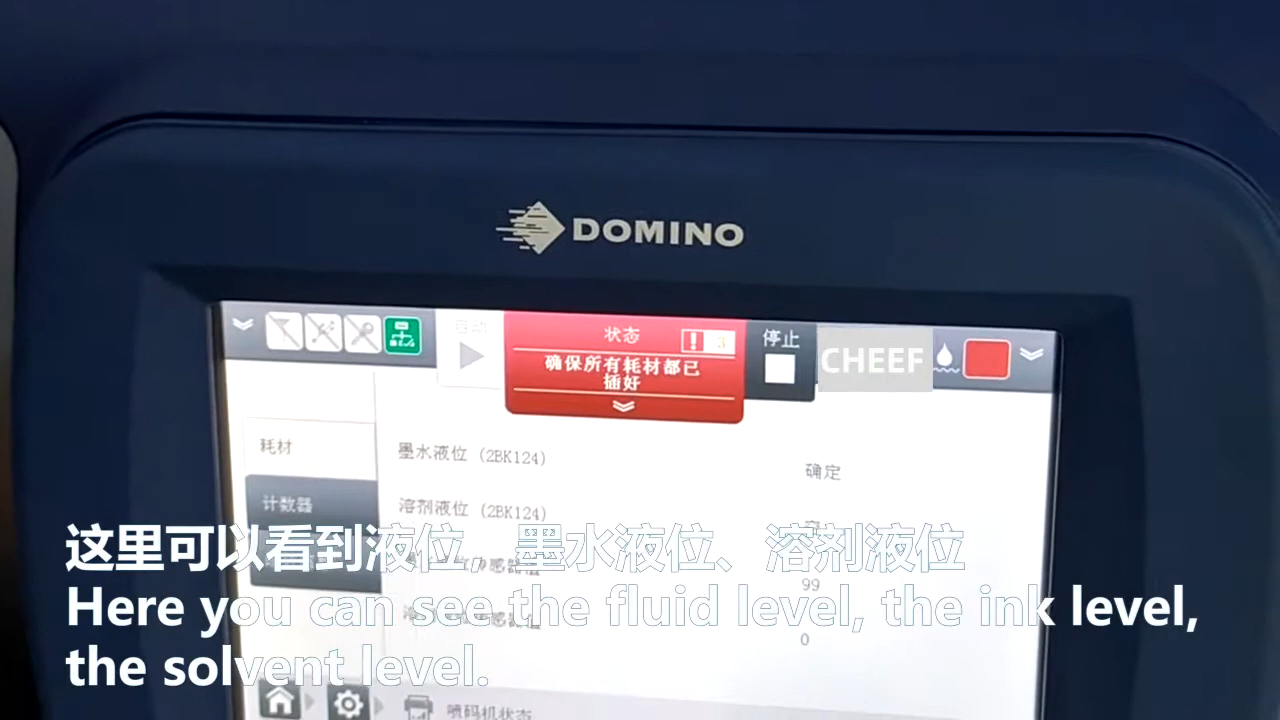 DOMINO
自动
状态
! 3
停止
CHEEF
确保所有耗材都已
插好
耗材
墨水液位 (2BK124)
确定
计数器
溶剂液位 (2BK124)
这里可以看到液位，墨水液位、溶剂液位
99
Here you can see the fluid level, the ink level,
0
the solvent level.
喷码机状态